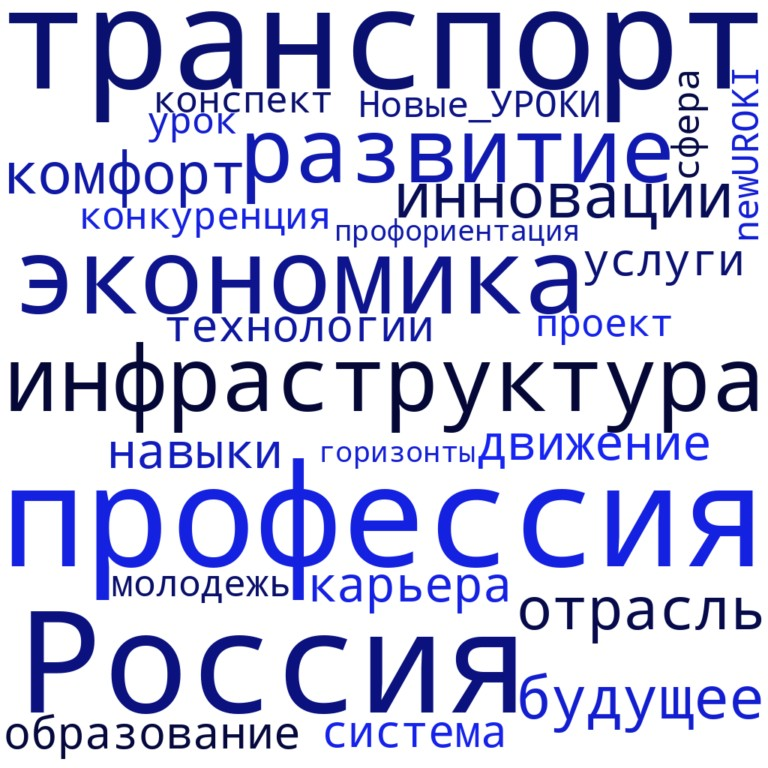 транспорт
конспект Новые_УРОКИ
урок
сфера
newUROKI
развитие
комфорт
инновации
конкуренция
профориентация
экономика
услуги
технологии
проект
инфраструктура
навыки
горизонты
движение
профессия
молодежь
карьера
отрасль
Россия
будущее
образование
система